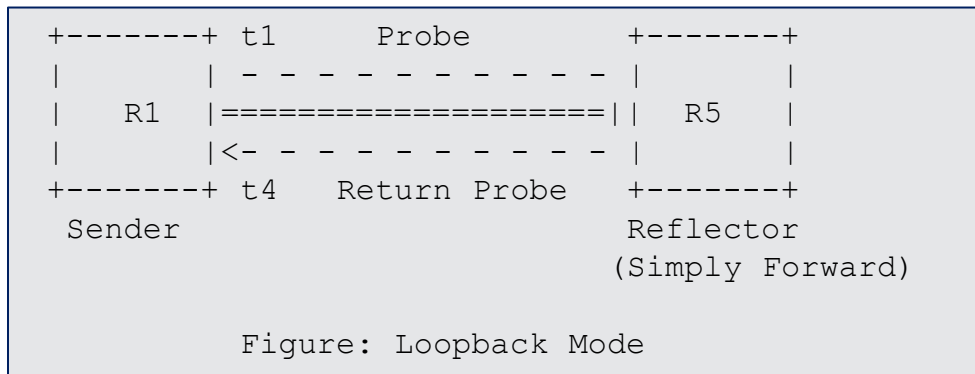 +-------+ t1     Probe            +-------+
|       | - - - - - - - - - - - |       |
|   R1  |====================||  R5   |
|       |<- - - - - - - - - - - |       |
+-------+ t4   Return Probe   +-------+
Sender                       Reflector
(Simply Forward)
Figure: Loopback Mode